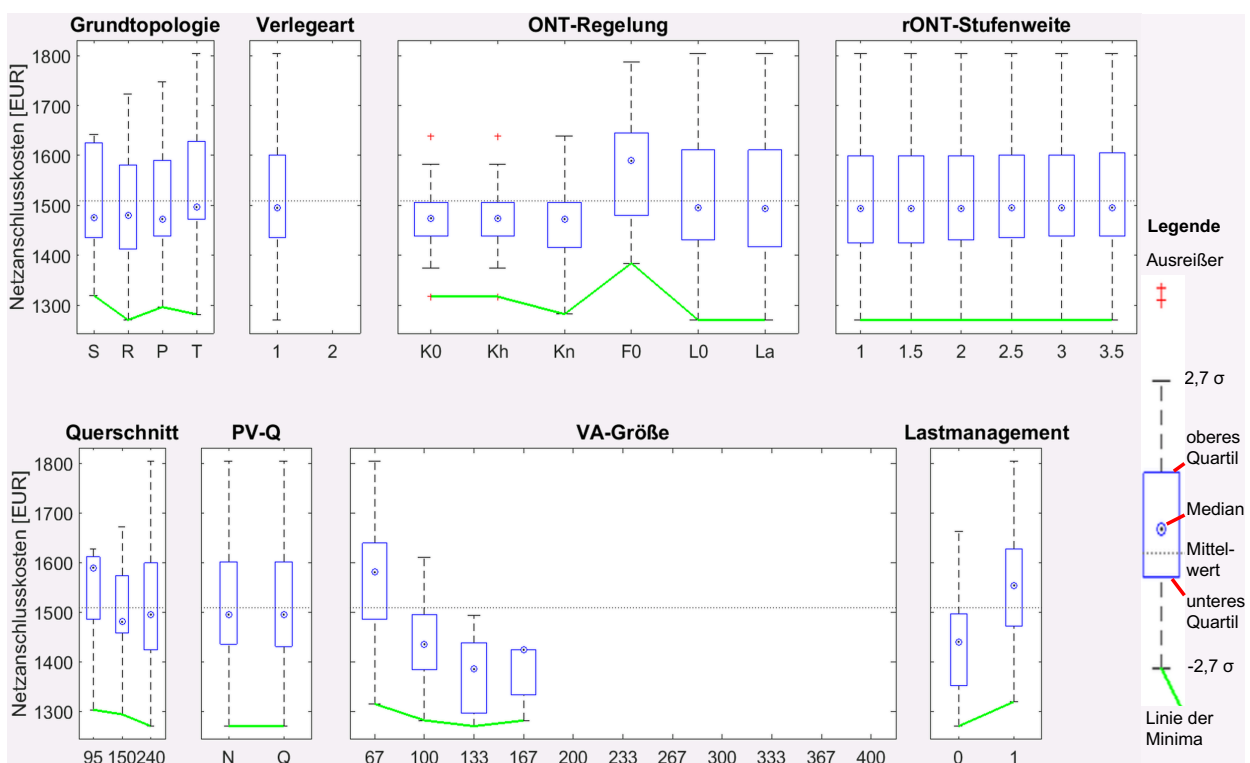 Grundtopologie Verlegeart ONT-Regelung rONT-Stufenweite
Netzanschlusskosten [EUR]
1800
1700
1600
1500
1400
1300
S R P T 1 2 K0 Kh Kn F0 L0 La 1 1.5 2 2.5 3 3.5
Querschnitt PV-Q VA-Größe Lastmanagement
Netzanschlusskosten [EUR]
1800
1700
1600
1500
1400
1300
95 150 240 N Q 67 100 133 167 200 233 267 300 333 367 400 0 1
Legende
Ausreißer
2,7 σ
oberes
Quartil
Median
Mittel-
wert
unteres
Quartil
-2,7 σ
Linie der
Minima